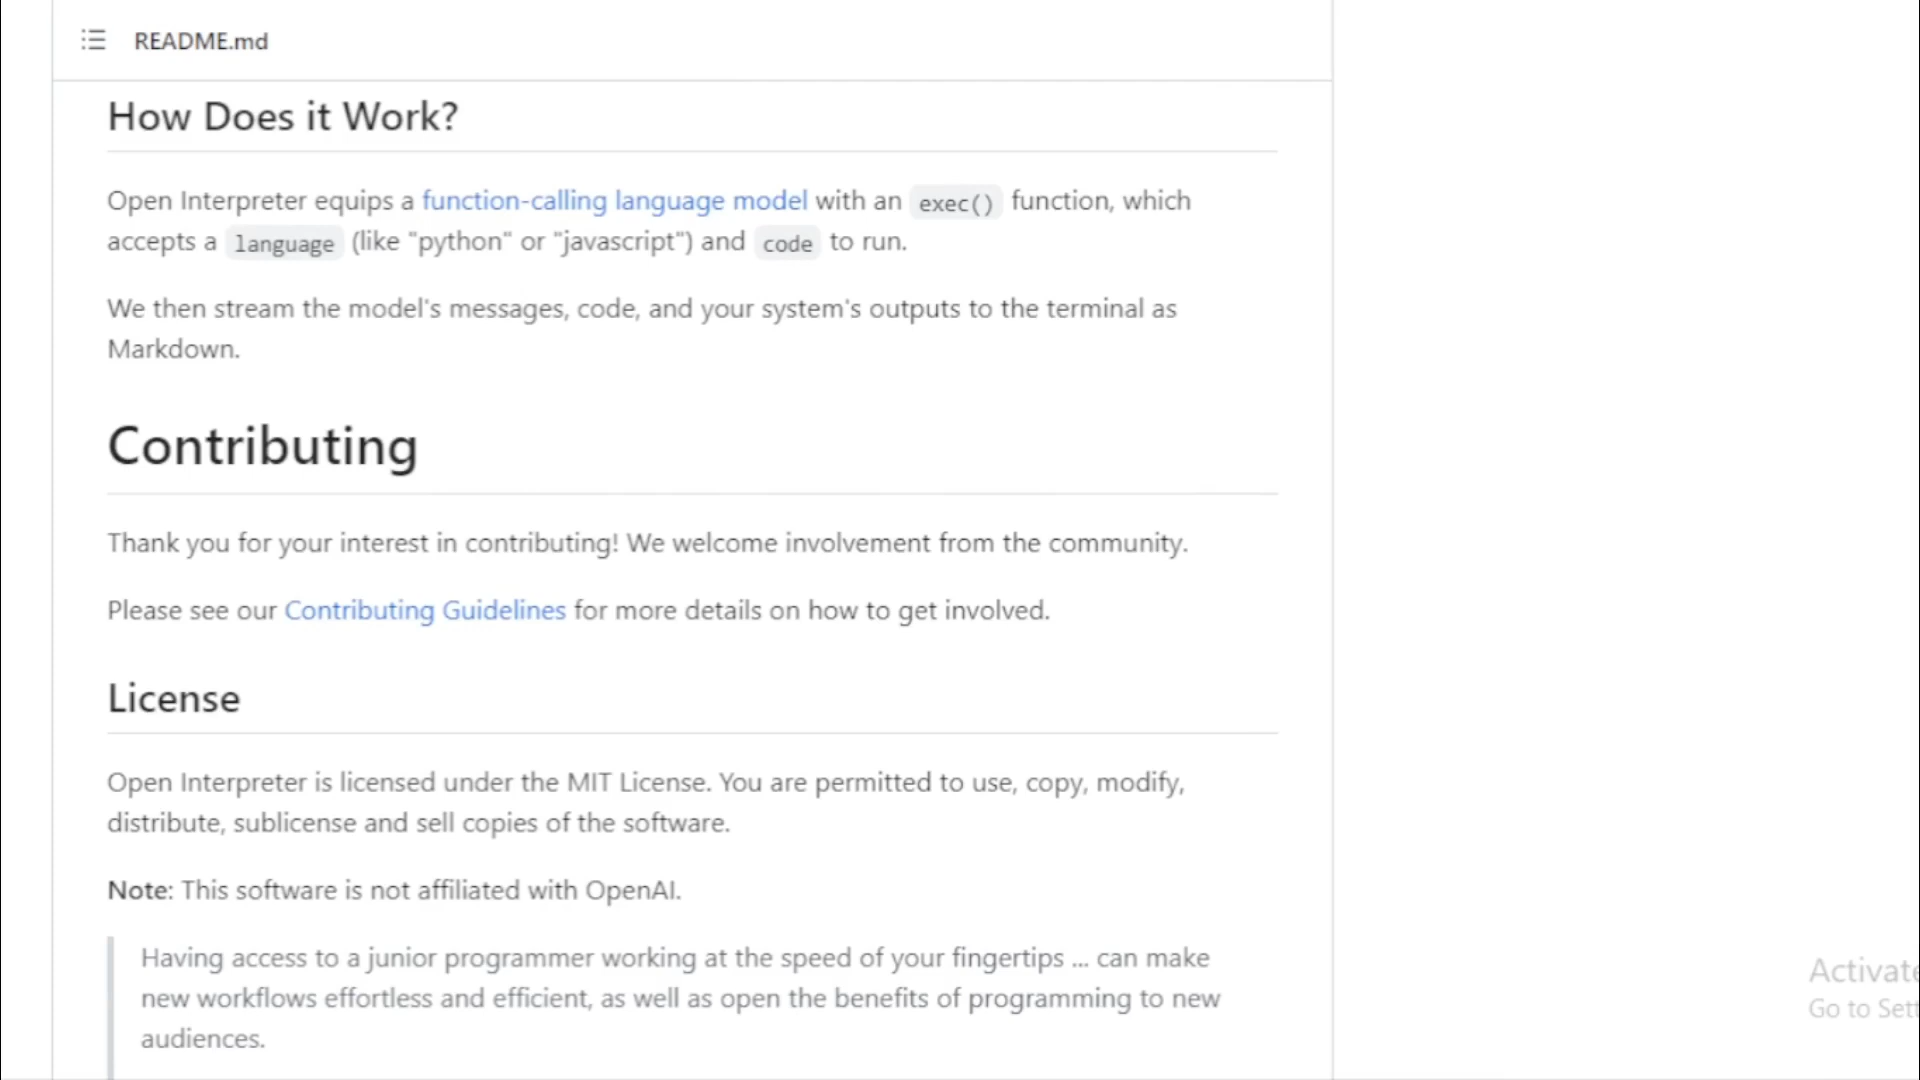 README.md
How Does it Work?
Open Interpreter equips a function-calling language model with an exec() function, which
accepts a language (like "python" or "javascript") and code to run.
We then stream the model's messages, code, and your system's outputs to the terminal as
Markdown.
Contributing
Thank you for your interest in contributing! We welcome involvement from the community.
Please see our Contributing Guidelines for more details on how to get involved.
License
Open Interpreter is licensed under the MIT License. You are permitted to use, copy, modify,
distribute, sublicense and sell copies of the software.
Note: This software is not affiliated with OpenAI.
Having access to a junior programmer working at the speed of your fingertips ... can make
new workflows effortless and efficient, as well as open the benefits of programming to new
audiences.
Activate
Go to Sett